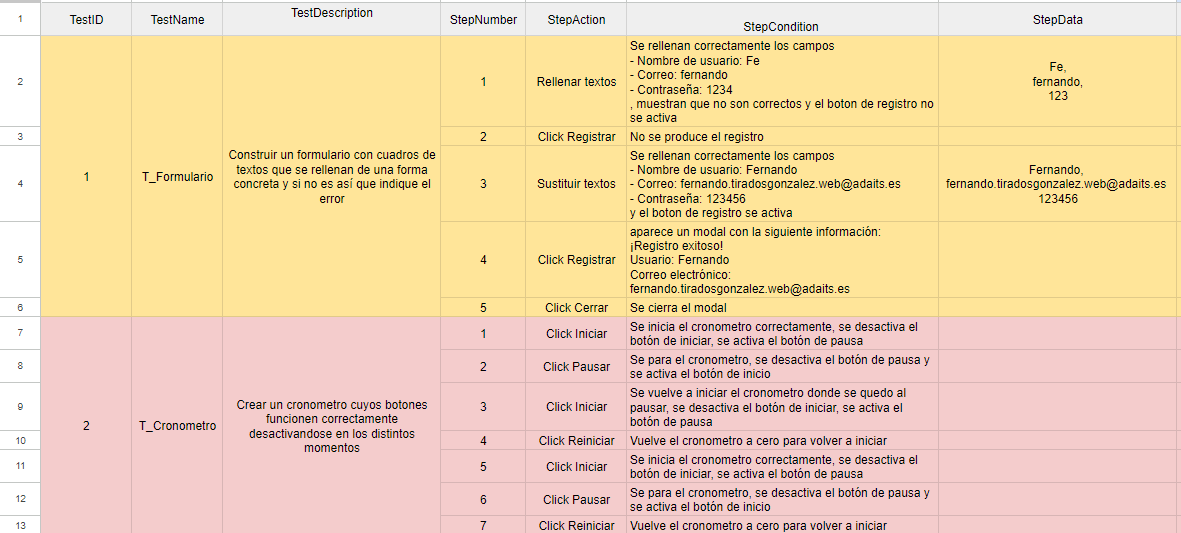 1 TestID TestName TestDescription StepNumber StepAction StepCondition StepData
2
1
Rellenar textos
Se rellenan correctamente los campos
- Nombre de usuario: Fe
- Correo: fernando
- Contraseña: 1234
, muestran que no son correctos y el boton de registro no
se activa
Fe,
fernando,
123
3 2 Click Registrar No se produce el registro
1
T_Formulario
Construir un formulario con cuadros de
textos que se rellenan de una forma
concreta y si no es así que indique el
error
4
3
Sustituir textos
Se rellenan correctamente los campos
- Nombre de usuario: Fernando
- Correo: fernando.tiradosgonzalez.web@adaits.es
- Contraseña: 123456
y el boton de registro se activa
Fernando,
fernando.tiradosgonzalez.web@adaits.es
123456
5
4
Click Registrar
aparece un modal con la siguiente información:
¡Registro exitoso!
Usuario: Fernando
Correo electrónico:
fernando.tiradosgonzalez.web@adaits.es
6 5 Click Cerrar Se cierra el modal
7
1
Click Iniciar
Se inicia el cronometro correctamente, se desactiva el
botón de iniciar, se activa el botón de pausa
8
2
Click Pausar
Se para el cronometro, se desactiva el botón de pausa y
se activa el botón de inicio
2
T_Cronometro
Crear un cronometro cuyos botones
funcionen correctamente
desactivandose en los distintos
momentos
9
3
Click Iniciar
Se vuelve a iniciar el cronometro donde se quedo al
pausar, se desactiva el botón de iniciar, se activa el
botón de pausa
10 4 Click Reiniciar Vuelve el cronometro a cero para volver a iniciar
11
5
Click Iniciar
Se inicia el cronometro correctamente, se desactiva el
botón de iniciar, se activa el botón de pausa
12
6
Click Pausar
Se para el cronometro, se desactiva el botón de pausa y
se activa el botón de inicio
13 7 Click Reiniciar Vuelve el cronometro a cero para volver a iniciar